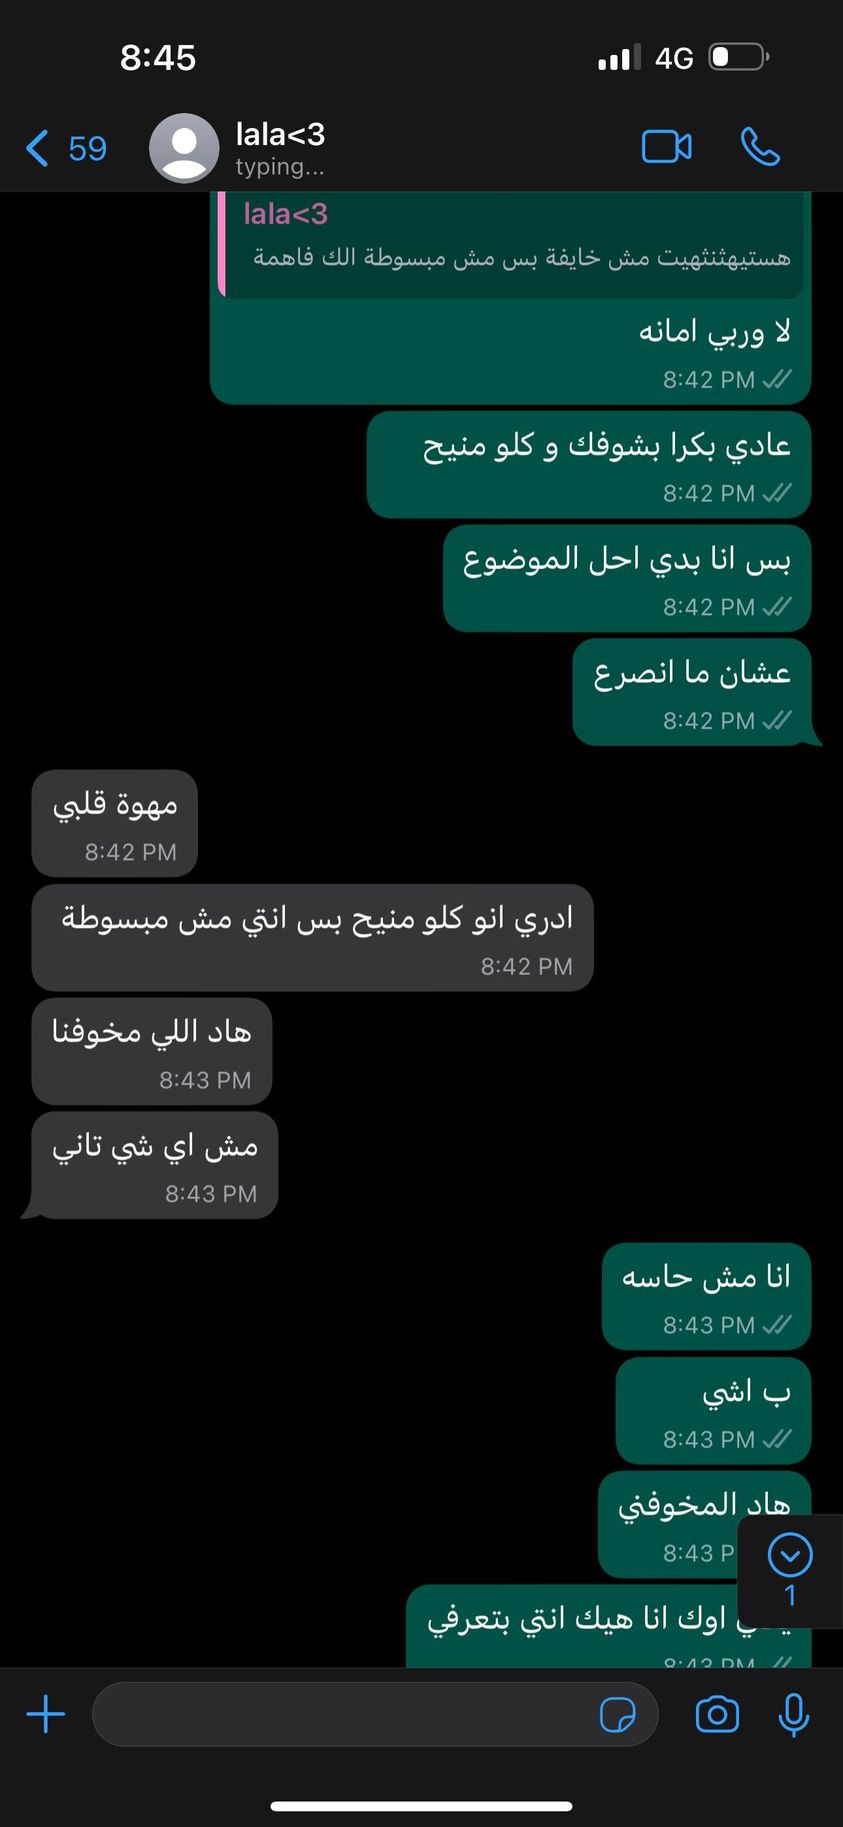 8:45
4G
59
lala<3
typing...
lala<3
هستيهثنثهيت مش خايفة بس مش مبسوطة الك فاهمة
لا وربي امانه
8:42 PM
عادي بكرا بشوفك و كلو منيح
8:42 PM
بس انا بدي احل الموضوع
8:42 PM
عشان ما انصرع
8:42 PM
مهوة قلبي
8:42 PM
ادري انو كلو منيح بس انتي مش مبسوطة
8:42 PM
هاد اللي مخوفنا
8:43 PM
مش اي شي تاني
8:43 PM
انا مش حاسه
8:43 PM
ب اشي
8:43 PM
هاد المخوفني
8:43 P
1
اوك انا هيك انتي بتعرفي
8:43 PM